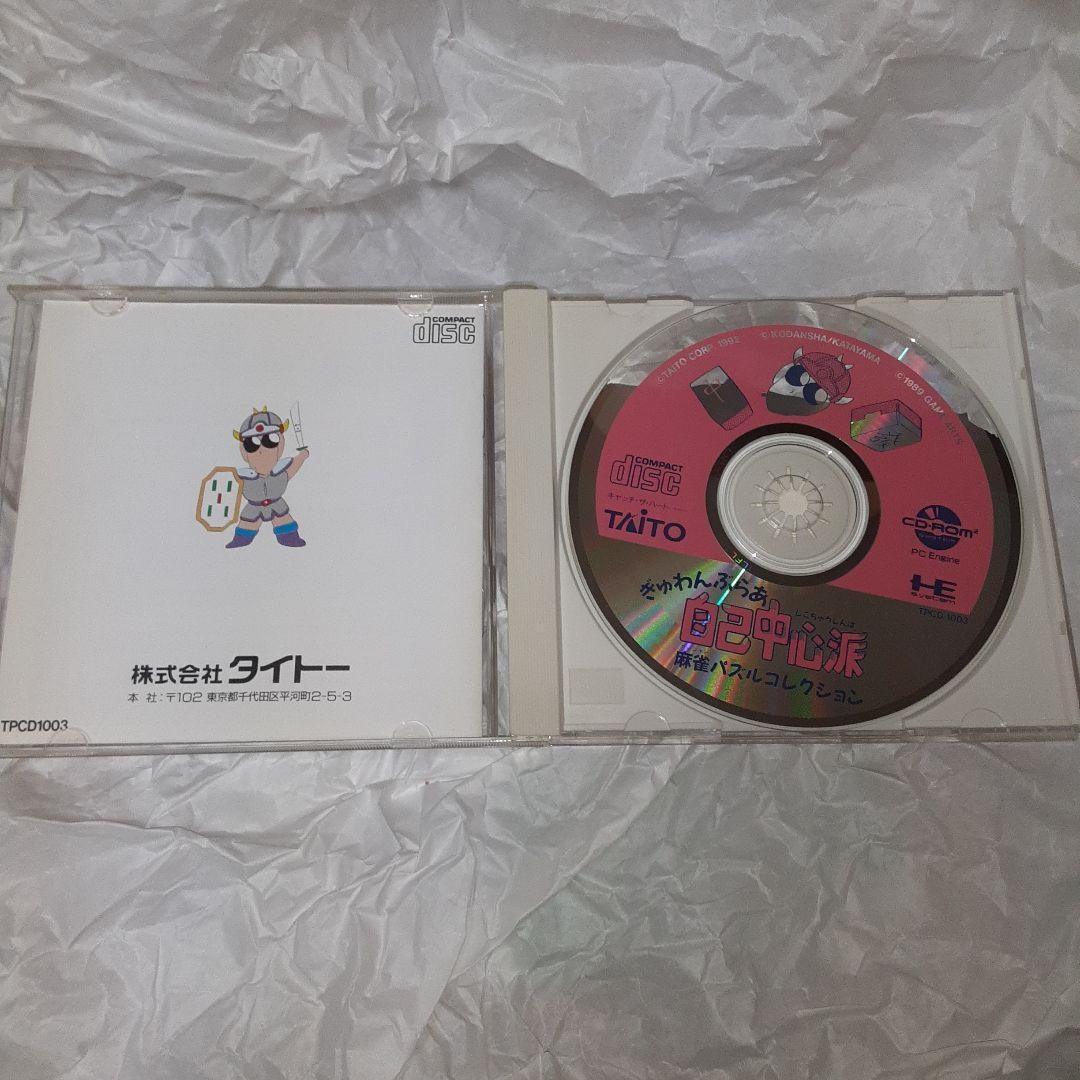 COMPACT
disc
株式会社 タイトー
本 社：〒102 東京都千代田区平河町2-5-3
TPCD1003
©TAITO CORP. 1992 ©KODANSHA/KATAYAMA ©1989 GAME ARTS
COMPACT
disc
キャッチ・ザ・ハート
TAITO
CD-ROM²
PC Engine
HE
system
TPCD 1003
ぎゅわんぶらあ
じこちゅうしんは
自己中心派
麻雀パズルコレクション